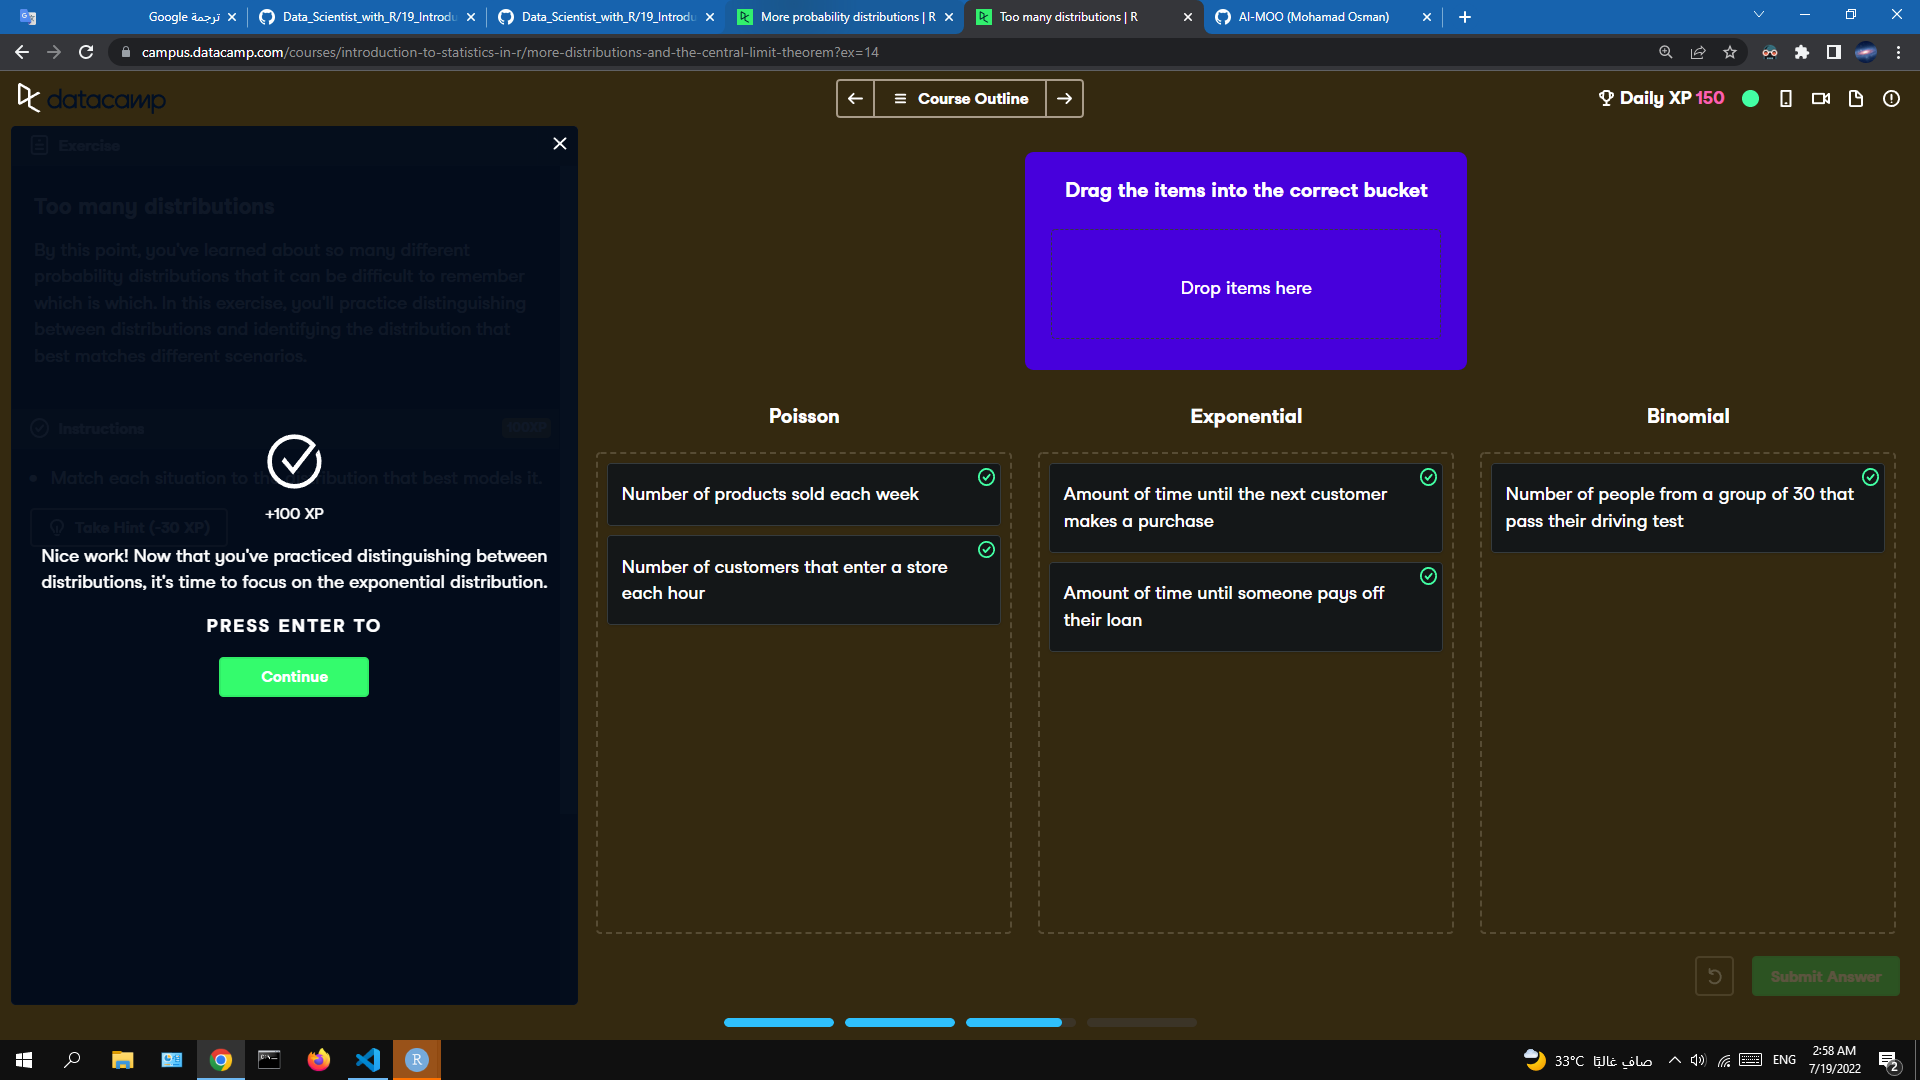 ترجمة Google
Data_Scientist_with_R/19_Introdu
Data_Scientist_with_R/19_Introdu
More probability distributions | R
Too many distributions | R
AI-MOO (Mohamad Osman)
campus.datacamp.com/courses/introduction-to-statistics-in-r/more-distributions-and-the-central-limit-theorem?ex=14
datacamp
Course Outline
Daily XP 150
Exercise
Too many distributions
By this point, you've learned about so many different
probability distributions that it can be difficult to remember
which is which. In this exercise, you'll practice distinguishing
between distributions and identifying the distribution that
best matches different scenarios.
Instructions
100 XP
Match each situation to the distribution that best models it.
Take Hint (-30 XP)
+100 XP
Nice work! Now that you've practiced distinguishing between
distributions, it's time to focus on the exponential distribution.
PRESS ENTER TO
Continue
Drag the items into the correct bucket
Drop items here
Poisson
Number of products sold each week
Number of customers that enter a store
each hour
Exponential
Amount of time until the next customer
makes a purchase
Amount of time until someone pays off
their loan
Binomial
Number of people from a group of 30 that
pass their driving test
Submit Answer
33°C صافٍ غالبًا
ENG
2:58 AM
7/19/2022
2